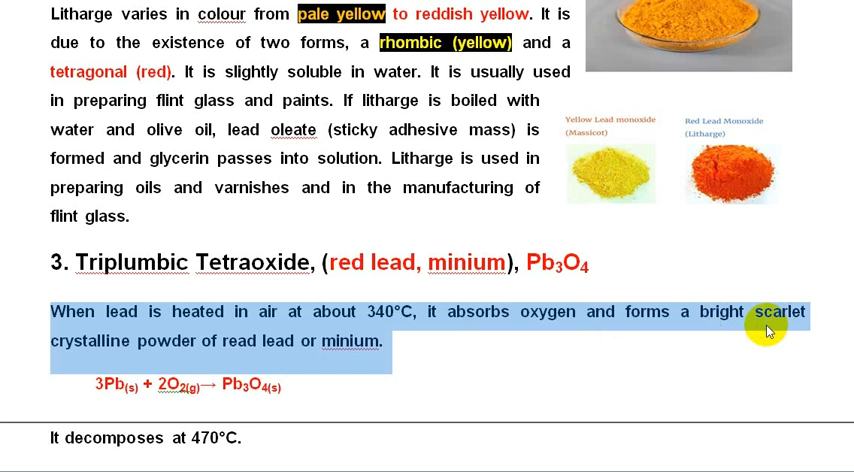 Litharge varies in colour from pale yellow to reddish yellow. It is
due to the existence of two forms, a rhombic (yellow) and a
tetragonal (red). It is slightly soluble in water. It is usually used
in preparing flint glass and paints. If litharge is boiled with
water and olive oil, lead oleate (sticky adhesive mass) is
formed and glycerin passes into solution. Litharge is used in
preparing oils and varnishes and in the manufacturing of
flint glass.
Yellow Lead monoxide
(Massicot)
Red Lead Monoxide
(Litharge)
3. Triplumbic Tetraoxide, (red lead, minium), Pb₃O₄
When lead is heated in air at about 340°C, it absorbs oxygen and forms a bright scarlet
crystalline powder of read lead or minium.
3Pb(s) + 2O₂(g)→ Pb₃O₄(s)
It decomposes at 470°C.